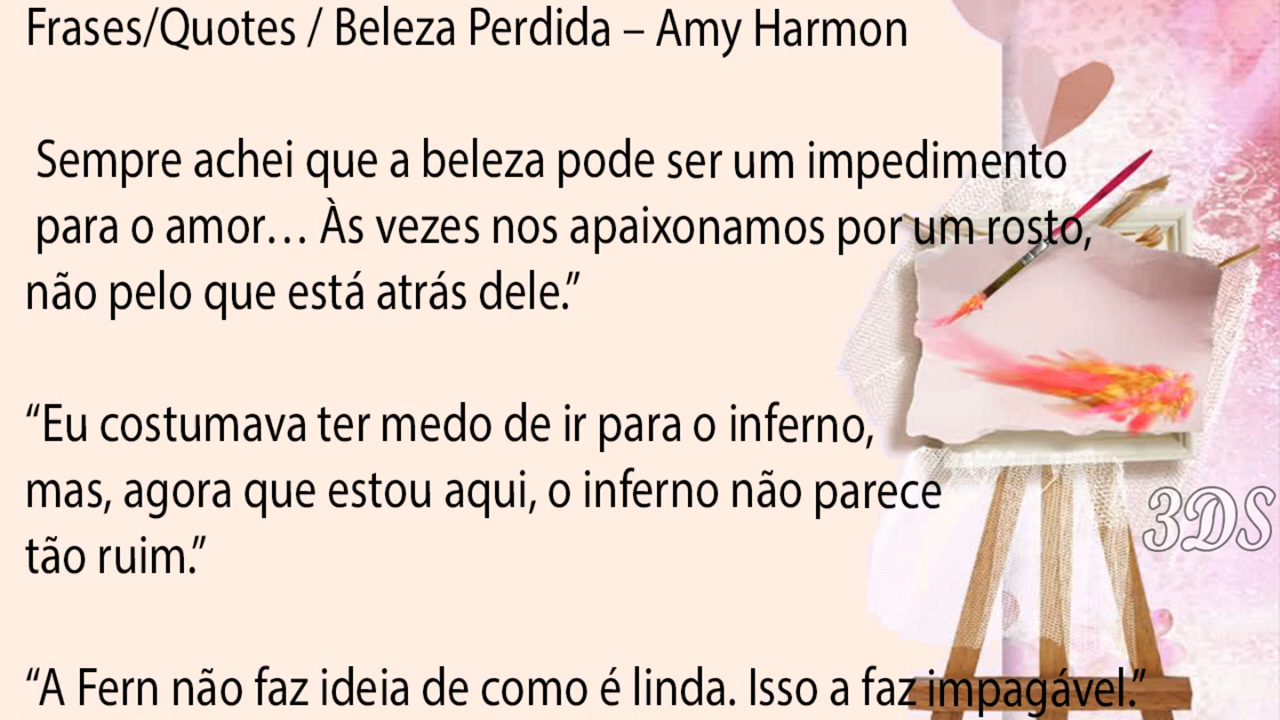 Frases/Quotes / Beleza Perdida – Amy Harmon
Sempre achei que a beleza pode ser um impedimento
para o amor… Às vezes nos apaixonamos por um rosto,
não pelo que está atrás dele.”
“Eu costumava ter medo de ir para o inferno,
mas, agora que estou aqui, o inferno não parece
tão ruim.”
3DS
“A Fern não faz ideia de como é linda. Isso a faz impagável.”